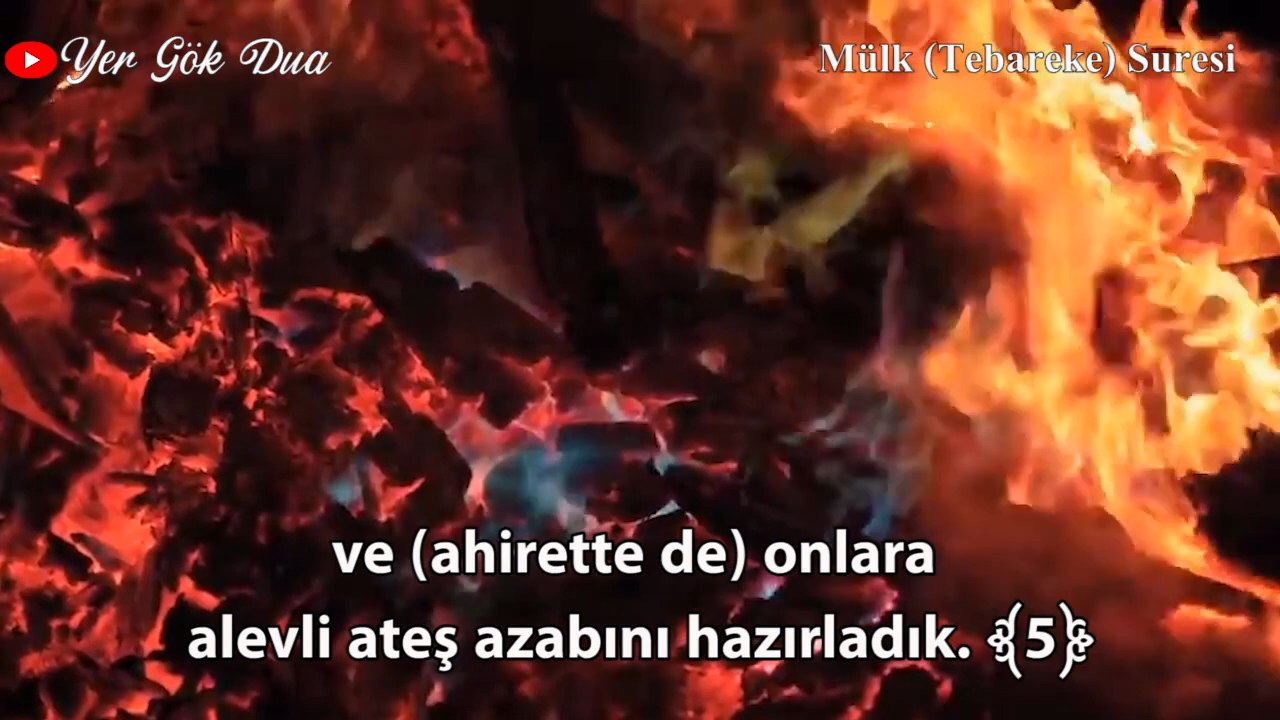 Yer Gök Dua
Mülk (Tebareke) Suresi
ve (ahirette de) onlara
alevli ateş azabını hazırladık. ﴾5﴿